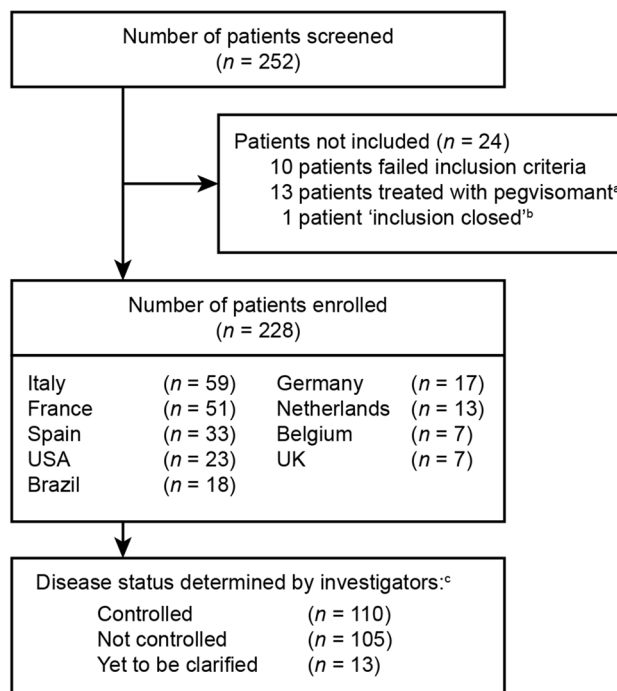 Number of patients screened
(n = 252)
Patients not included (n = 24)
10 patients failed inclusion criteria
13 patients treated with pegvisomantᵃ
1 patient ‘inclusion closed’ᵇ
Number of patients enrolled
(n = 228)
Italy (n = 59) Germany (n = 17)
France (n = 51) Netherlands (n = 13)
Spain (n = 33) Belgium (n = 7)
USA (n = 23) UK (n = 7)
Brazil (n = 18)
Disease status determined by investigators:ᶜ
Controlled (n = 110)
Not controlled (n = 105)
Yet to be clarified (n = 13)